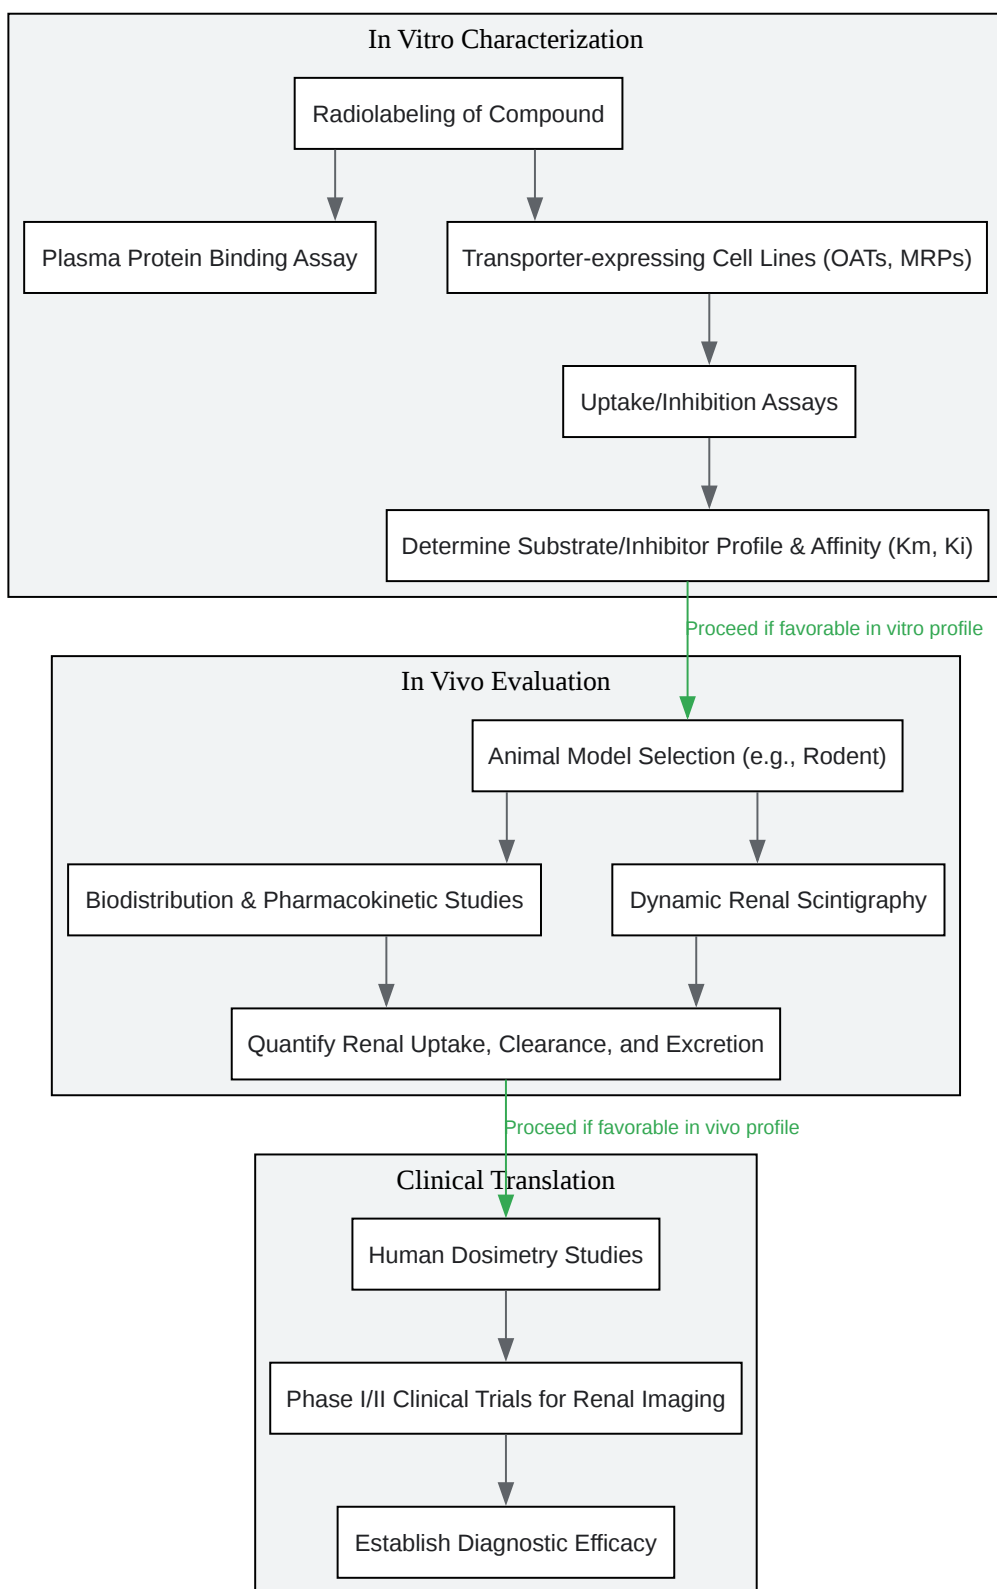 In Vitro Characterization
Radiolabeling of Compound
Plasma Protein Binding Assay
Transporter-expressing Cell Lines (OATs, MRPs)
Uptake/Inhibition Assays
Determine Substrate/Inhibitor Profile & Affinity (Km, Ki)
Proceed if favorable in vitro profile
In Vivo Evaluation
Animal Model Selection (e.g., Rodent)
Biodistribution & Pharmacokinetic Studies
Dynamic Renal Scintigraphy
Quantify Renal Uptake, Clearance, and Excretion
Proceed if favorable in vivo profile
Clinical Translation
Human Dosimetry Studies
Phase I/II Clinical Trials for Renal Imaging
Establish Diagnostic Efficacy